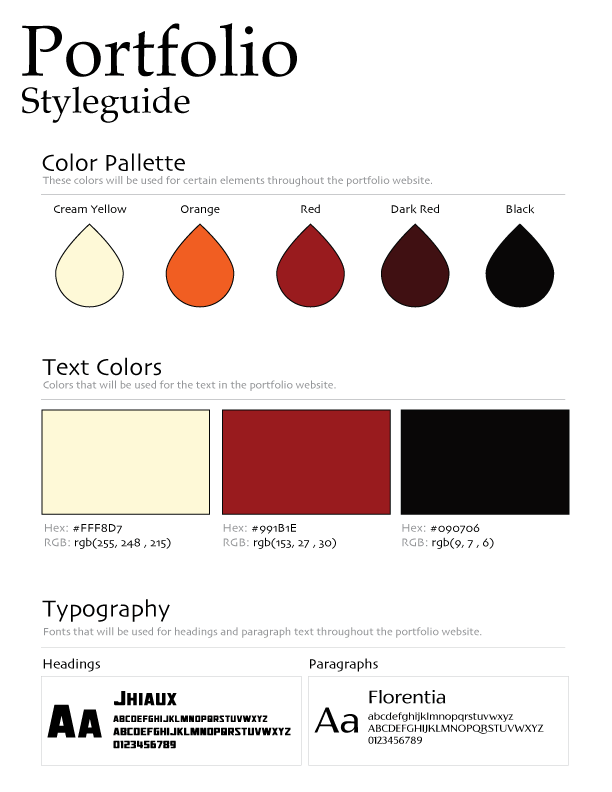 Portfolio
Styleguide
Color Pallette
These colors will be used for certain elements throughout the portfolio website.
Cream Yellow
Orange
Red
Dark Red
Black
Text Colors
Colors that will be used for the text in the portfolio website.
Hex: #FFF8D7
RGB: rgb(255, 248 , 215)
Hex: #991B1E
RGB: rgb(153, 27 , 30)
Hex: #090706
RGB: rgb(9, 7 , 6)
Typography
Fonts that will be used for headings and paragraph text throughout the portfolio website.
Headings
Aa
Jhiaux
ABCDEFGHIJKLMNOPQRSTUVWXYZ
ABCDEFGHIJKLMNOPQRSTUVWXYZ
0123456789
Paragraphs
Aa
Florentia
abcdefghijklmnopqrstuvwxyz
ABCDEFGHIJKLMNOPQRSTUVWXYZ
0123456789